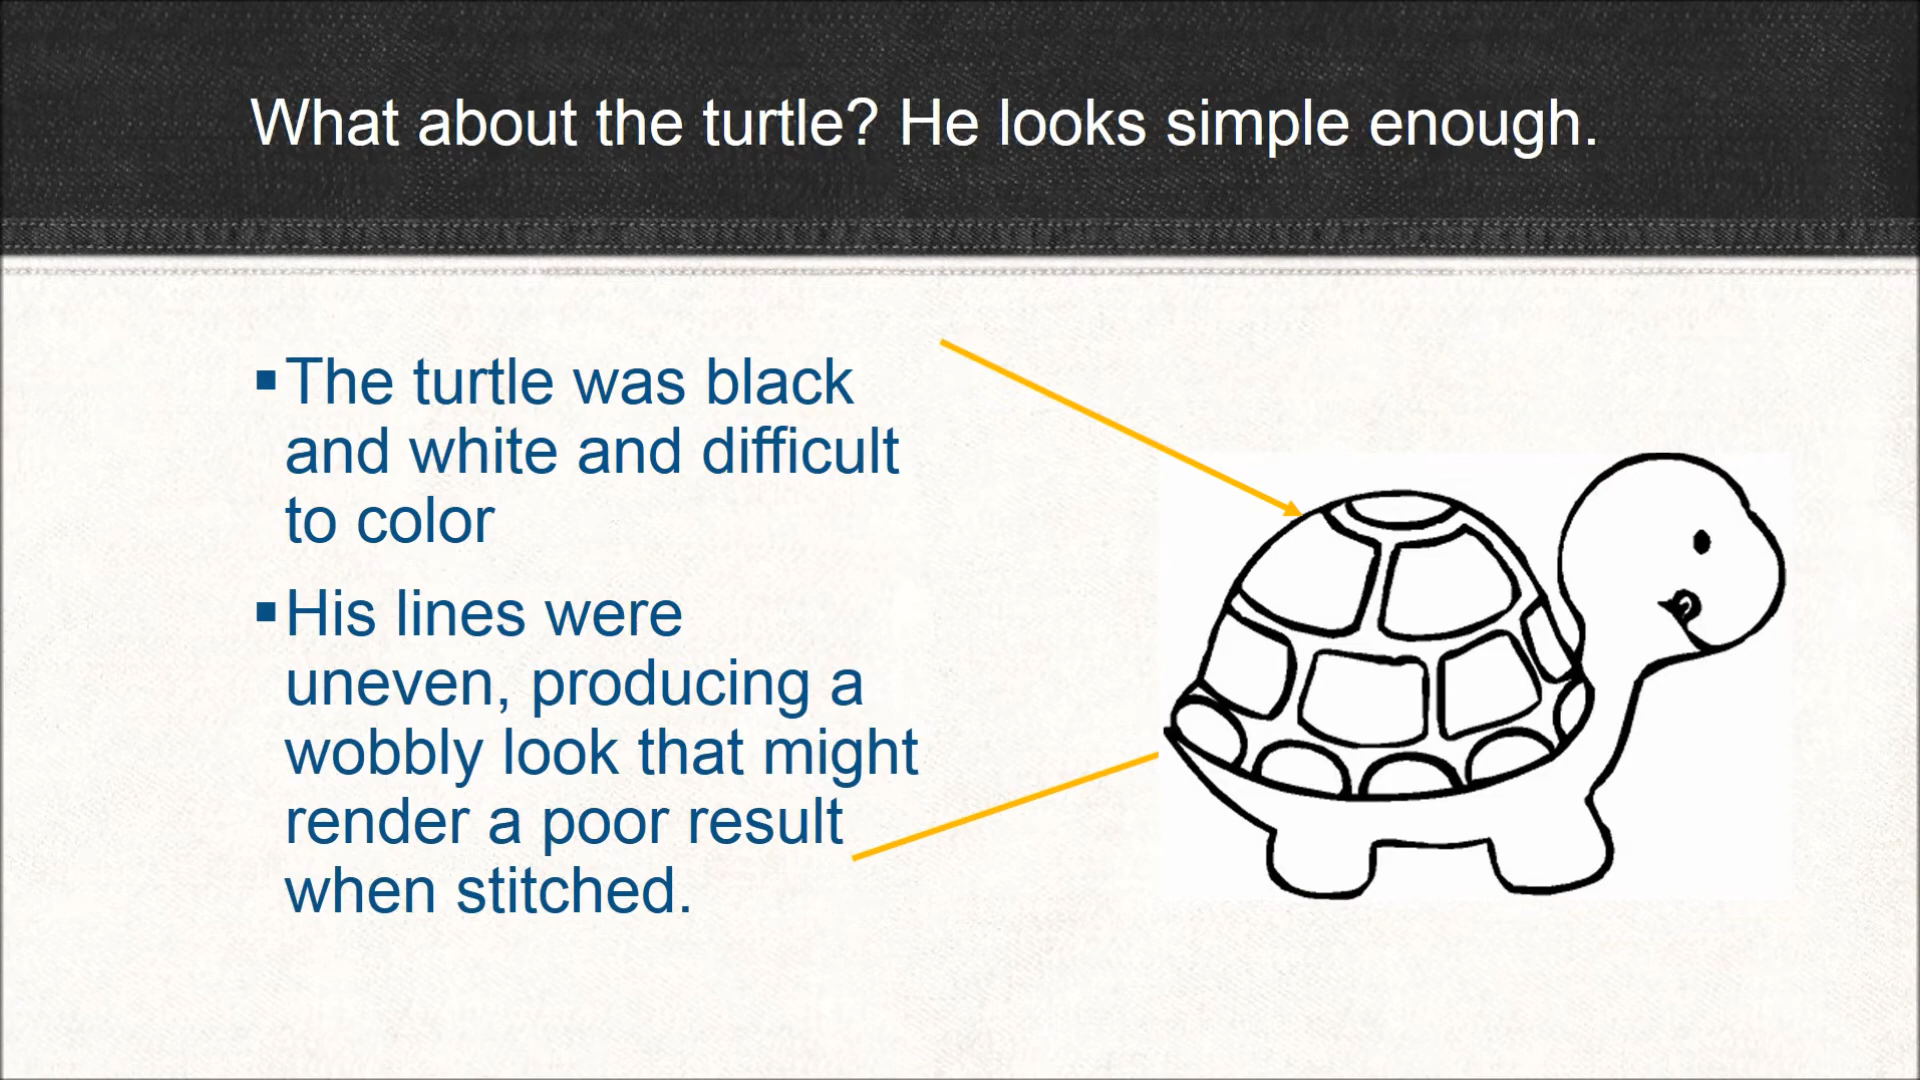 What about the turtle? He looks simple enough.
▪The turtle was black
and white and difficult
to color
▪His lines were
uneven, producing a
wobbly look that might
render a poor result
when stitched.